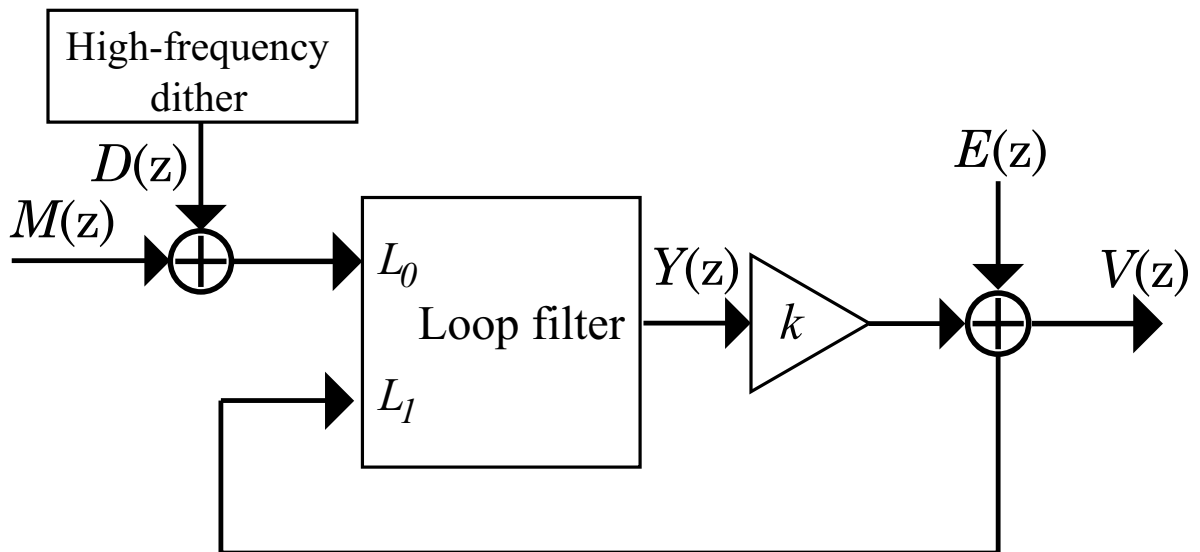 High-frequency
dither
D(z)
M(z)
E(z)
L0
Y(z)
V(z)
k
Loop filter
L1